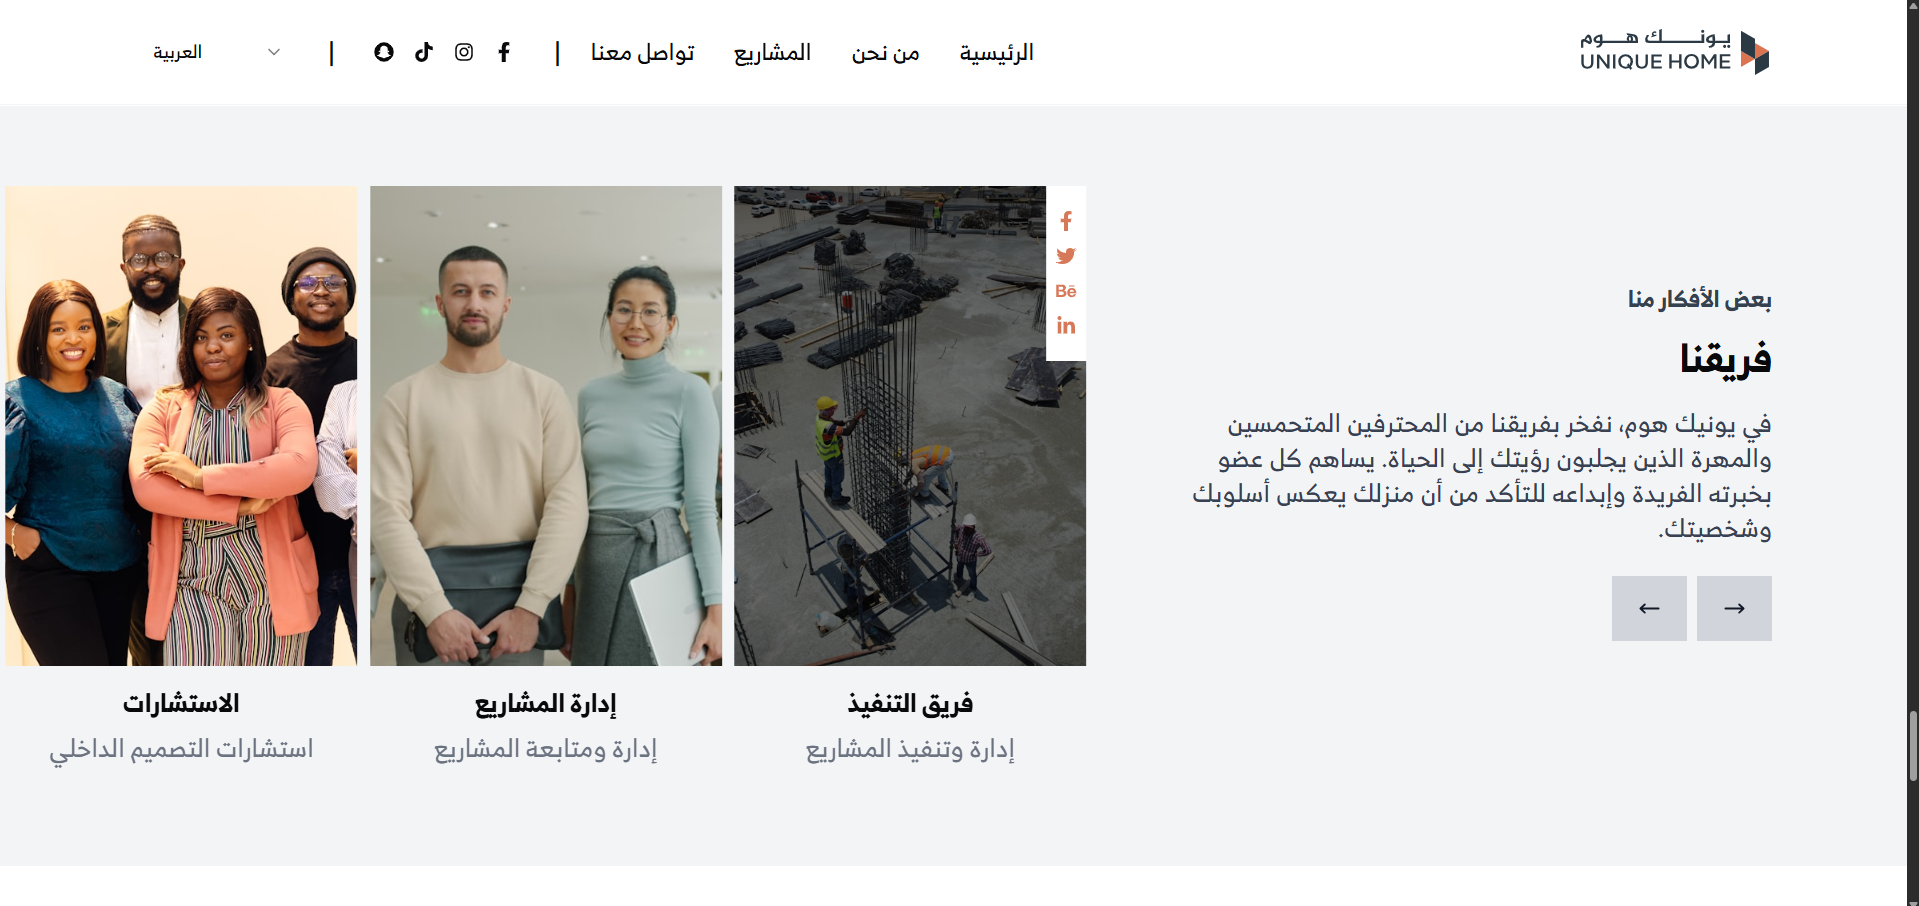 يونك هوم
UNIQUE HOME
الرئيسية
من نحن
المشاريع
تواصل معنا
العربية
بعض الأفكار منا
فريقنا
في يونيك هوم، نفخر بفريقنا من المحترفين المتحمسين
والمهرة الذين يجلبون رؤيتك إلى الحياة. يساهم كل عضو
بخبرته الفريدة وإبداعه للتأكد من أن منزلك يعكس أسلوبك
وشخصيتك.
Bē
in
فريق التنفيذ
إدارة وتنفيذ المشاريع
إدارة المشاريع
إدارة ومتابعة المشاريع
الاستشارات
استشارات التصميم الداخلي